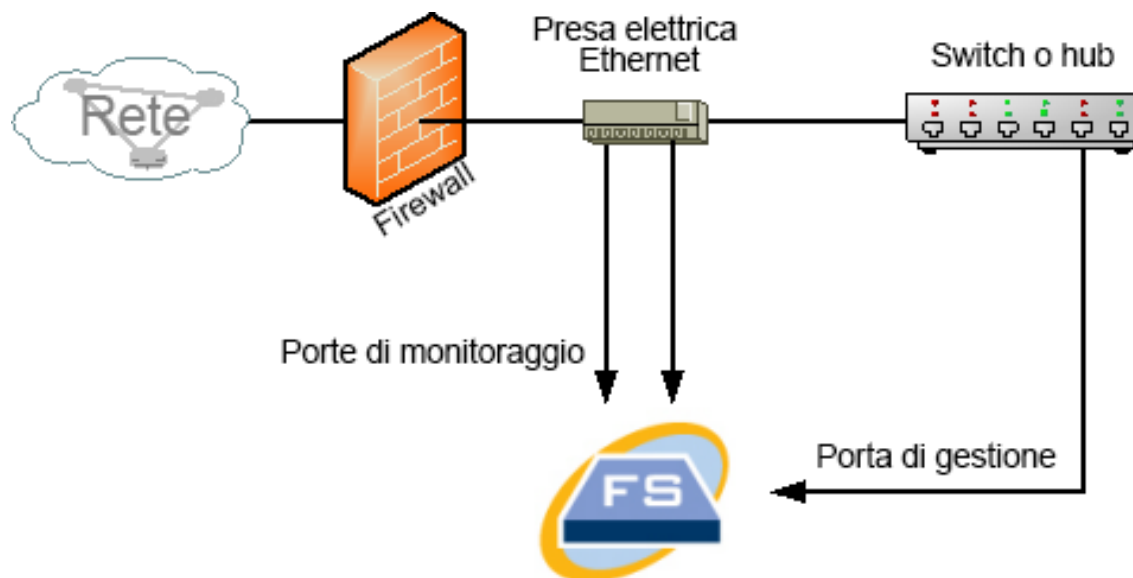 Presa elettrica
Ethernet
Switch o hub
Rete
Firewall
Porte di monitoraggio
Porta di gestione
FS